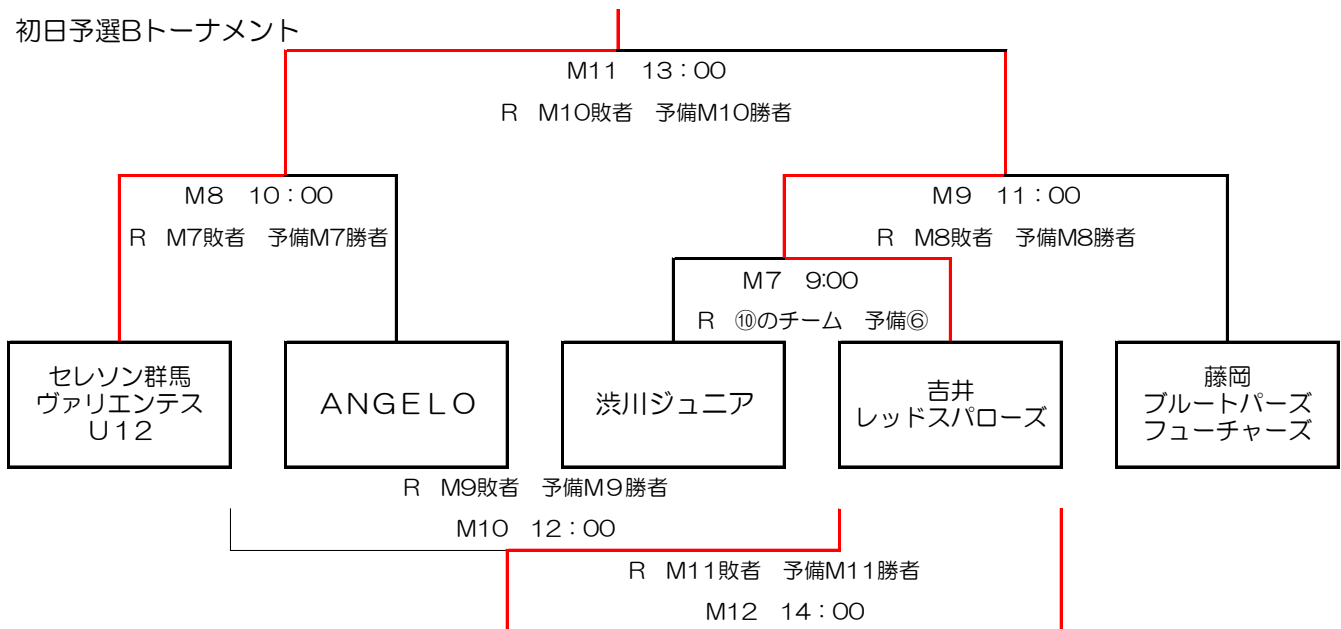 初日予選Bトーナメント
M11 13：00
R M10敗者 予備M10勝者
M8 10：00
R M7敗者 予備M7勝者
M9 11：00
R M8敗者 予備M8勝者
M7 9:00
R ⑩のチーム 予備⑥
セレソン群馬
ヴァリエンテス
U12
ANGELO
渋川ジュニア
吉井
レッドスパローズ
藤岡
ブルートパーズ
フューチャーズ
R M9敗者 予備M9勝者
M10 12：00
R M11敗者 予備M11勝者
M12 14：00